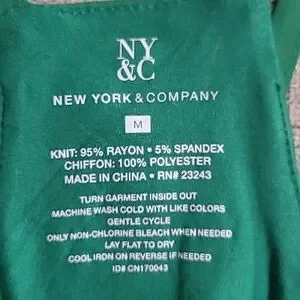 NY
&C
NEW YORK & COMPANY
M
KNIT: 95% RAYON • 5% SPANDEX
CHIFFON: 100% POLYESTER
MADE IN CHINA • RN# 23243
TURN GARMENT INSIDE OUT
MACHINE WASH COLD WITH LIKE COLORS
GENTLE CYCLE
ONLY NON-CHLORINE BLEACH WHEN NEEDED
LAY FLAT TO DRY
COOL IRON ON REVERSE IF NEEDED
ID# CN170043